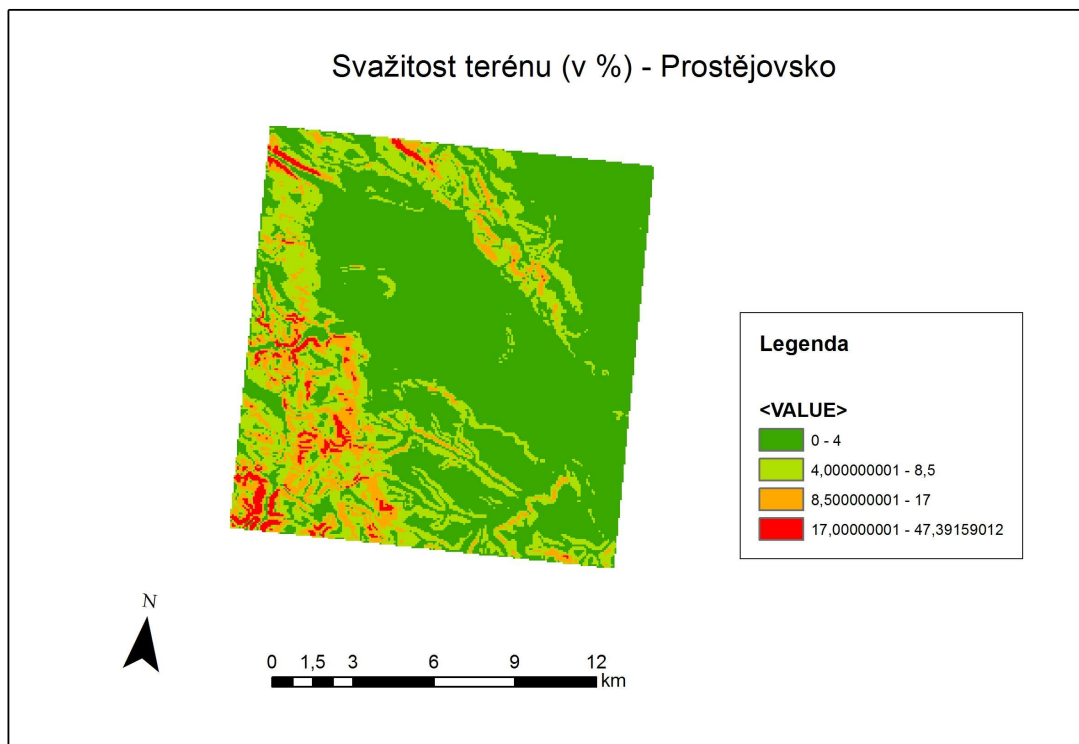 Svažitost terénu (v %) - Prostějovsko
Legenda
<VALUE>
0 - 4
4,000000001 - 8,5
8,500000001 - 17
17,00000001 - 47,39159012
N
0 1,5 3 6 9 12
km